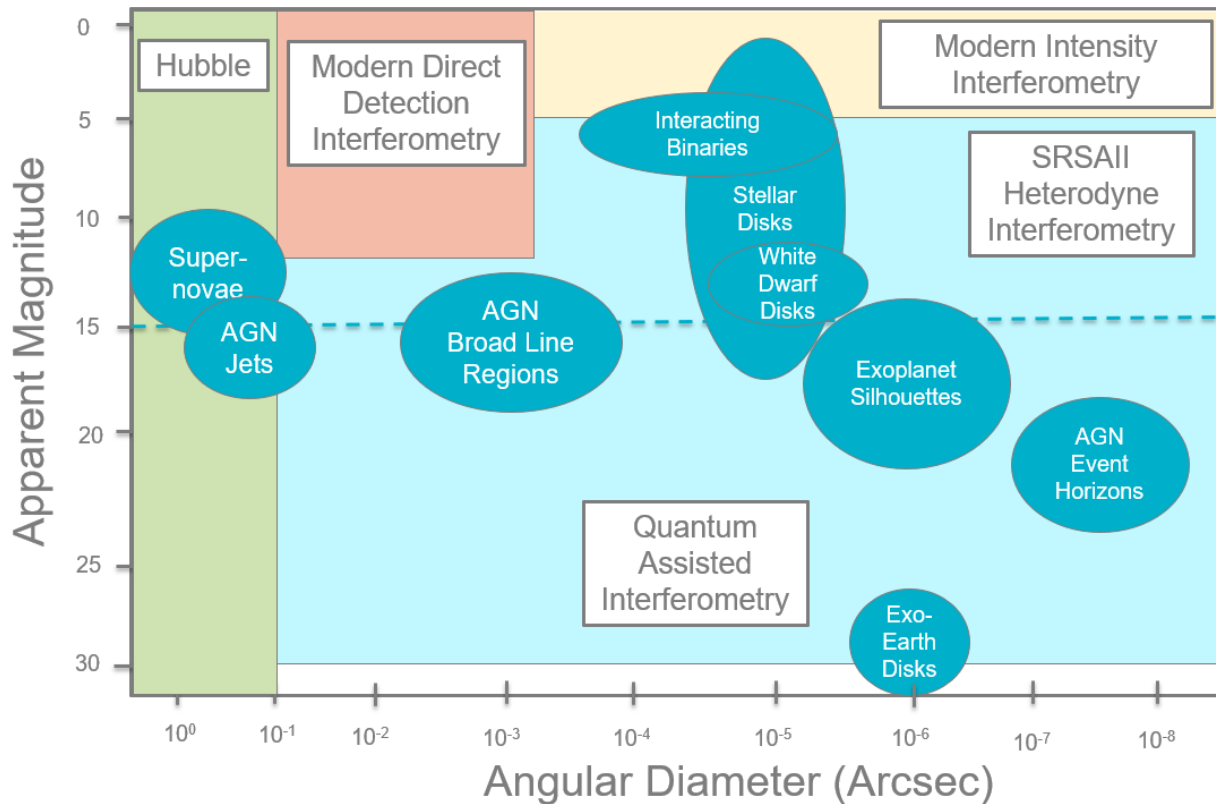 Apparent Magnitude
0
5
10
15
20
25
30
Hubble
Modern Direct
Detection
Interferometry
Modern Intensity
Interferometry
SRSAII
Heterodyne
Interferometry
Interacting
Binaries
Stellar
Disks
White
Dwarf
Disks
Super-
novae
AGN
Jets
AGN
Broad Line
Regions
Exoplanet
Silhouettes
AGN
Event
Horizons
Quantum
Assisted
Interferometry
Exo-
Earth
Disks
10⁰ 10⁻¹ 10⁻² 10⁻³ 10⁻⁴ 10⁻⁵ 10⁻⁶ 10⁻⁷ 10⁻⁸
Angular Diameter (Arcsec)